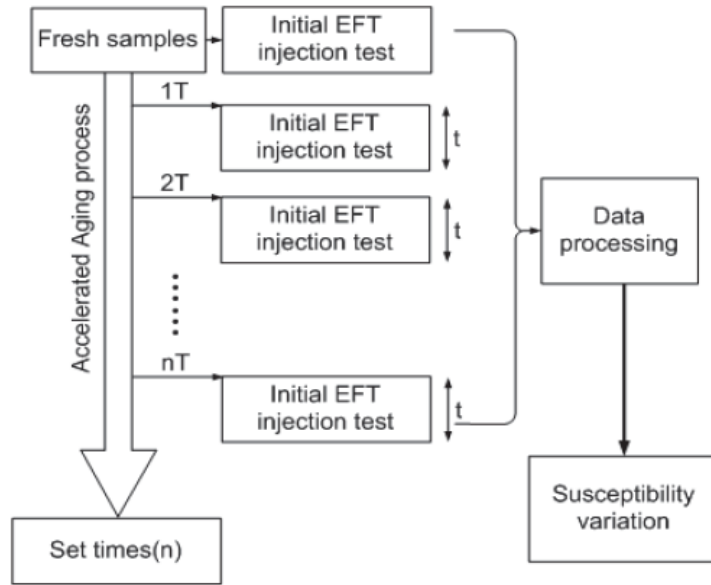 Fresh samples
Initial EFT
injection test
Accelerated Aging process
1T
Initial EFT
injection test
t
2T
Initial EFT
injection test
t
nT
Initial EFT
injection test
t
Set times(n)
Data
processing
Susceptibility
variation